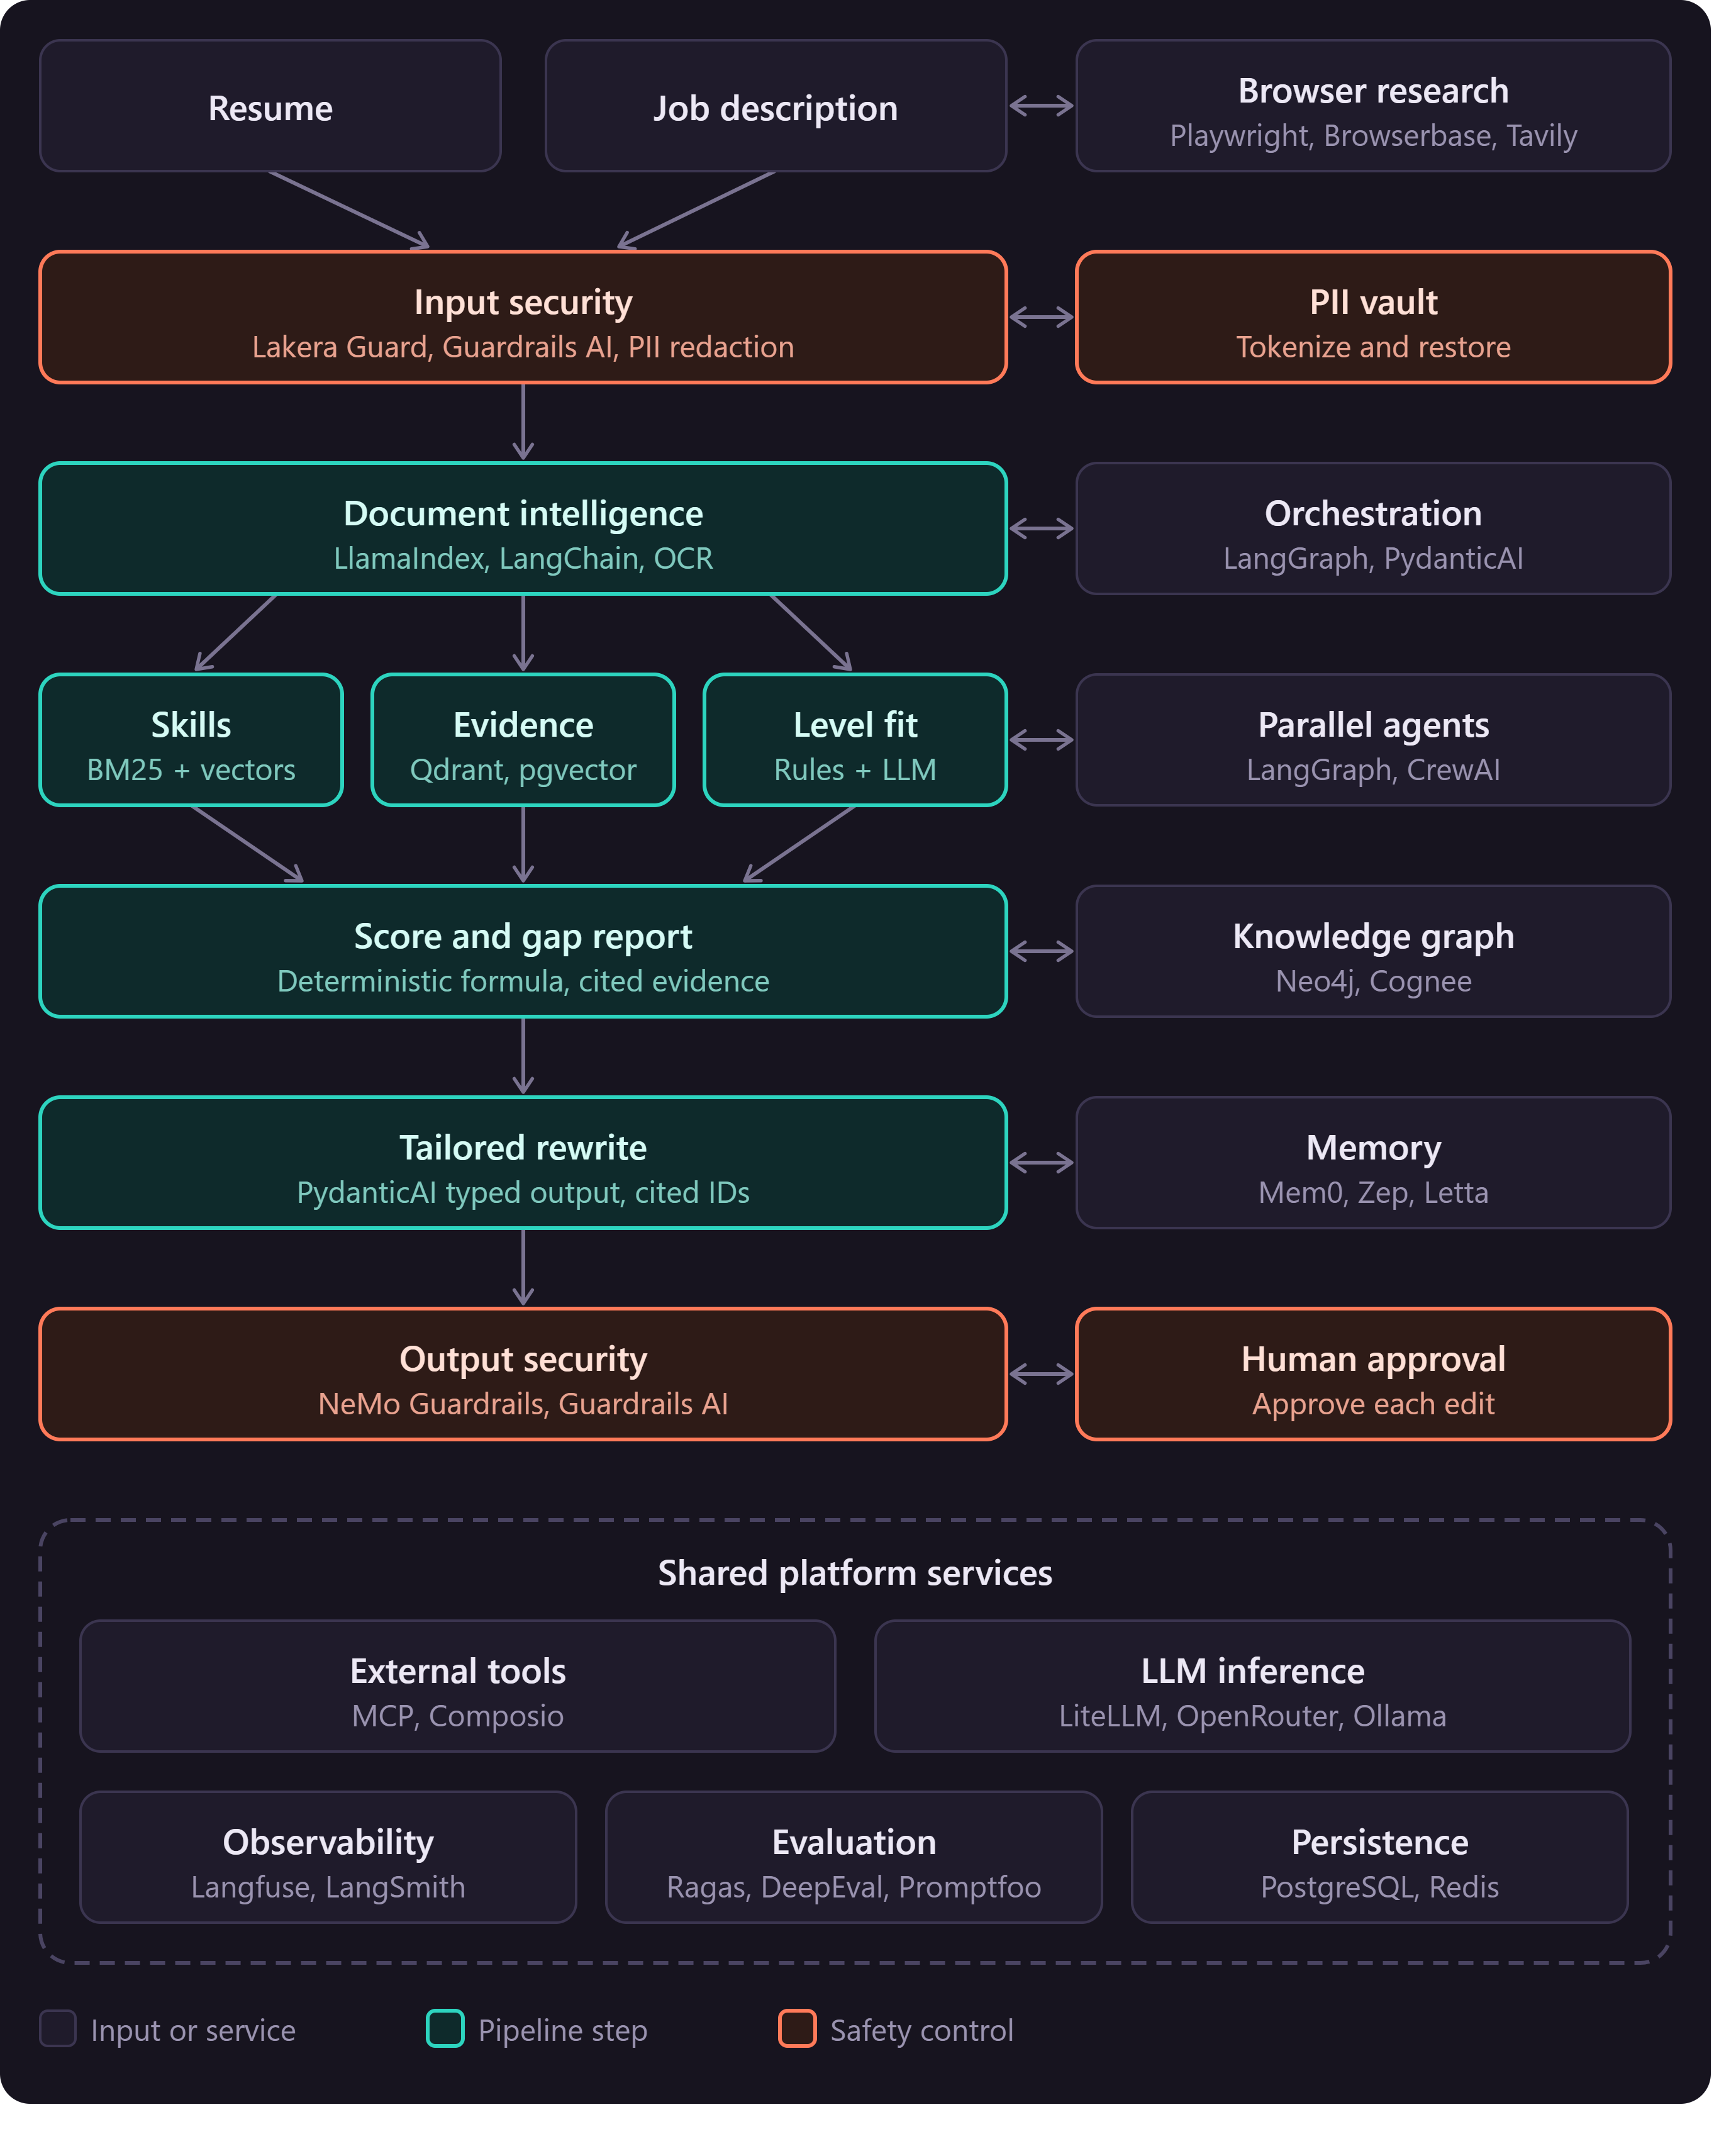 Resume
Job description
Browser research
Playwright, Browserbase, Tavily
Input security
Lakera Guard, Guardrails AI, PII redaction
PII vault
Tokenize and restore
Document intelligence
LlamaIndex, LangChain, OCR
Orchestration
LangGraph, PydanticAI
Skills
BM25 + vectors
Evidence
Qdrant, pgvector
Level fit
Rules + LLM
Parallel agents
LangGraph, CrewAI
Score and gap report
Deterministic formula, cited evidence
Knowledge graph
Neo4j, Cognee
Tailored rewrite
PydanticAI typed output, cited IDs
Memory
Mem0, Zep, Letta
Output security
NeMo Guardrails, Guardrails AI
Human approval
Approve each edit
Shared platform services
External tools
MCP, Composio
LLM inference
LiteLLM, OpenRouter, Ollama
Observability
Langfuse, LangSmith
Evaluation
Ragas, DeepEval, Promptfoo
Persistence
PostgreSQL, Redis
Input or service
Pipeline step
Safety control